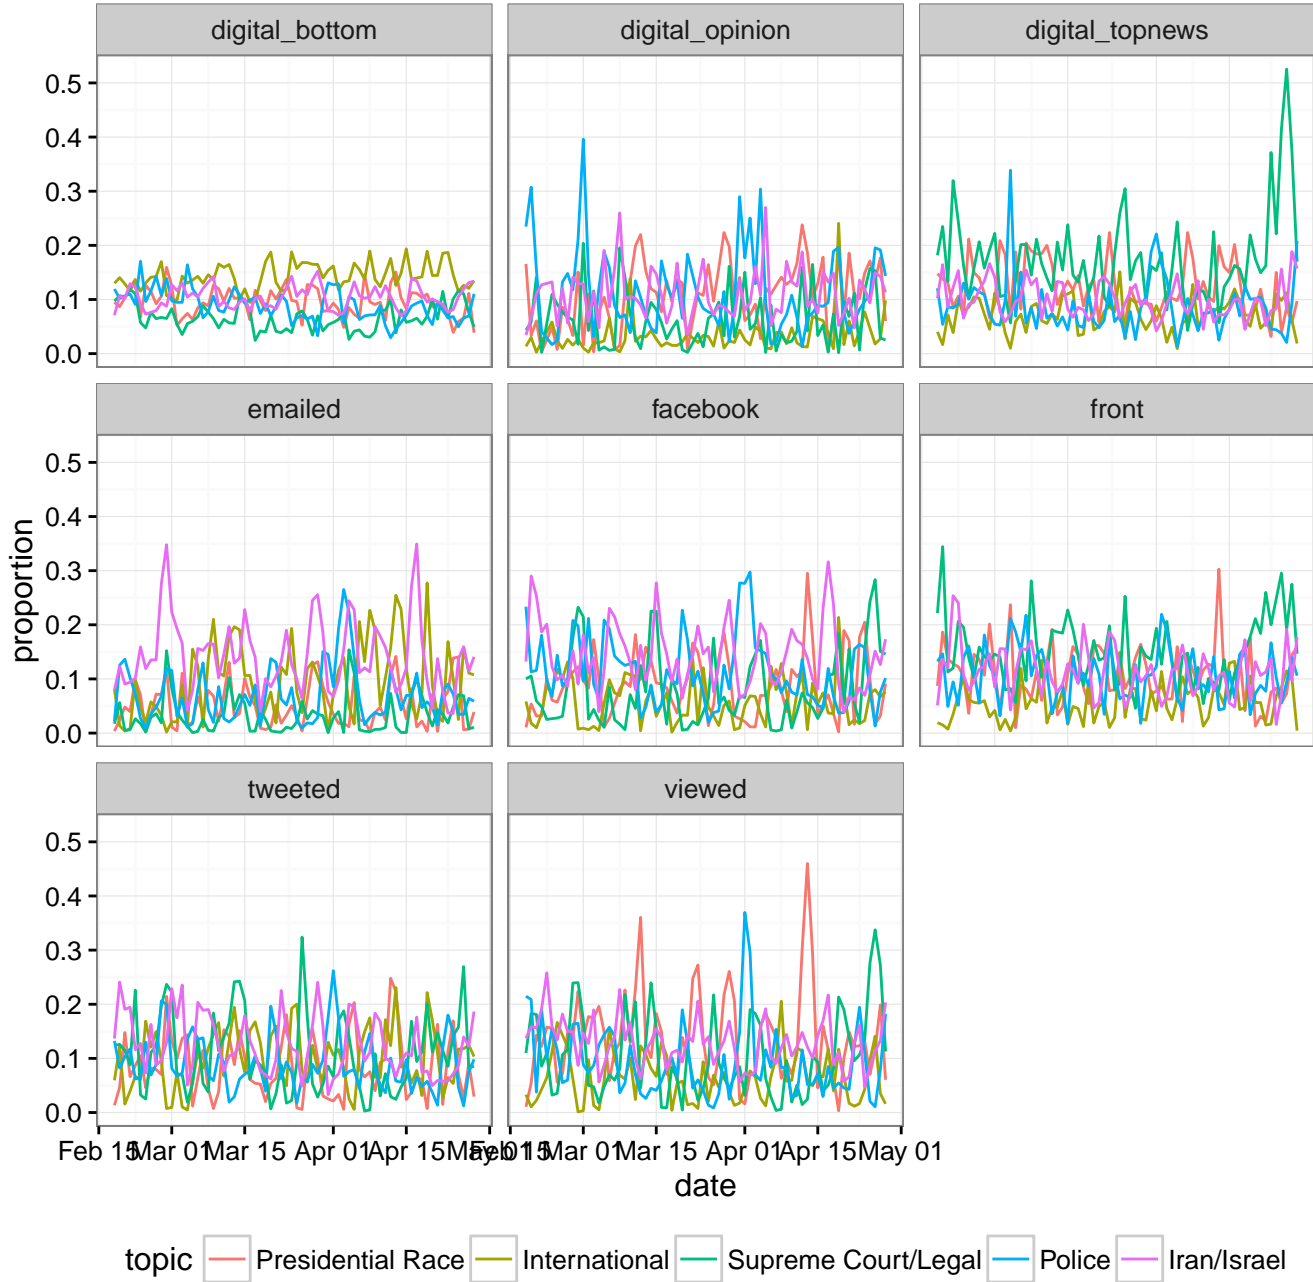 digital_bottom digital_opinion digital_topnews
0.5
0.4
0.3
0.2
0.1
0.0
emailed facebook front
0.5
0.4
0.3
0.2
0.1
0.0
proportion
tweeted viewed
0.5
0.4
0.3
0.2
0.1
0.0
Feb 15 Mar 01 Mar 15 Apr 01 Apr 15 May 01 Feb 15 Mar 01 Mar 15 Apr 01 Apr 15 May 01
date
topic Presidential Race International Supreme Court/Legal Police Iran/Israel